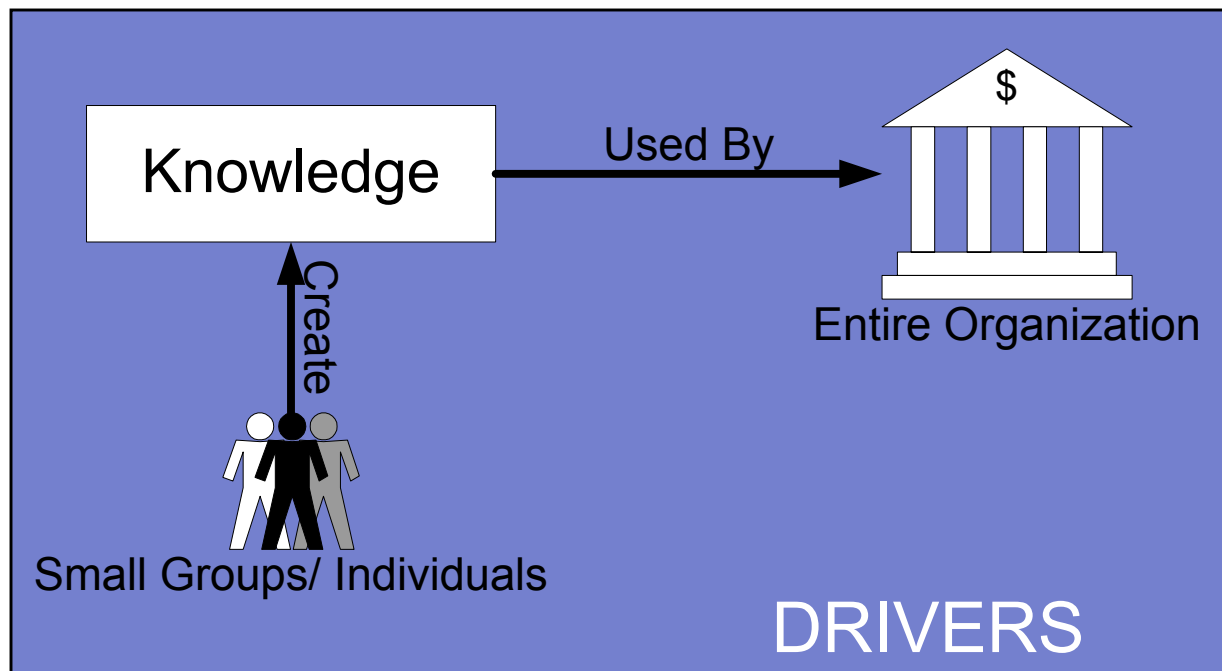 $
Knowledge
Used By
Entire Organization
Create
Small Groups/ Individuals
DRIVERS